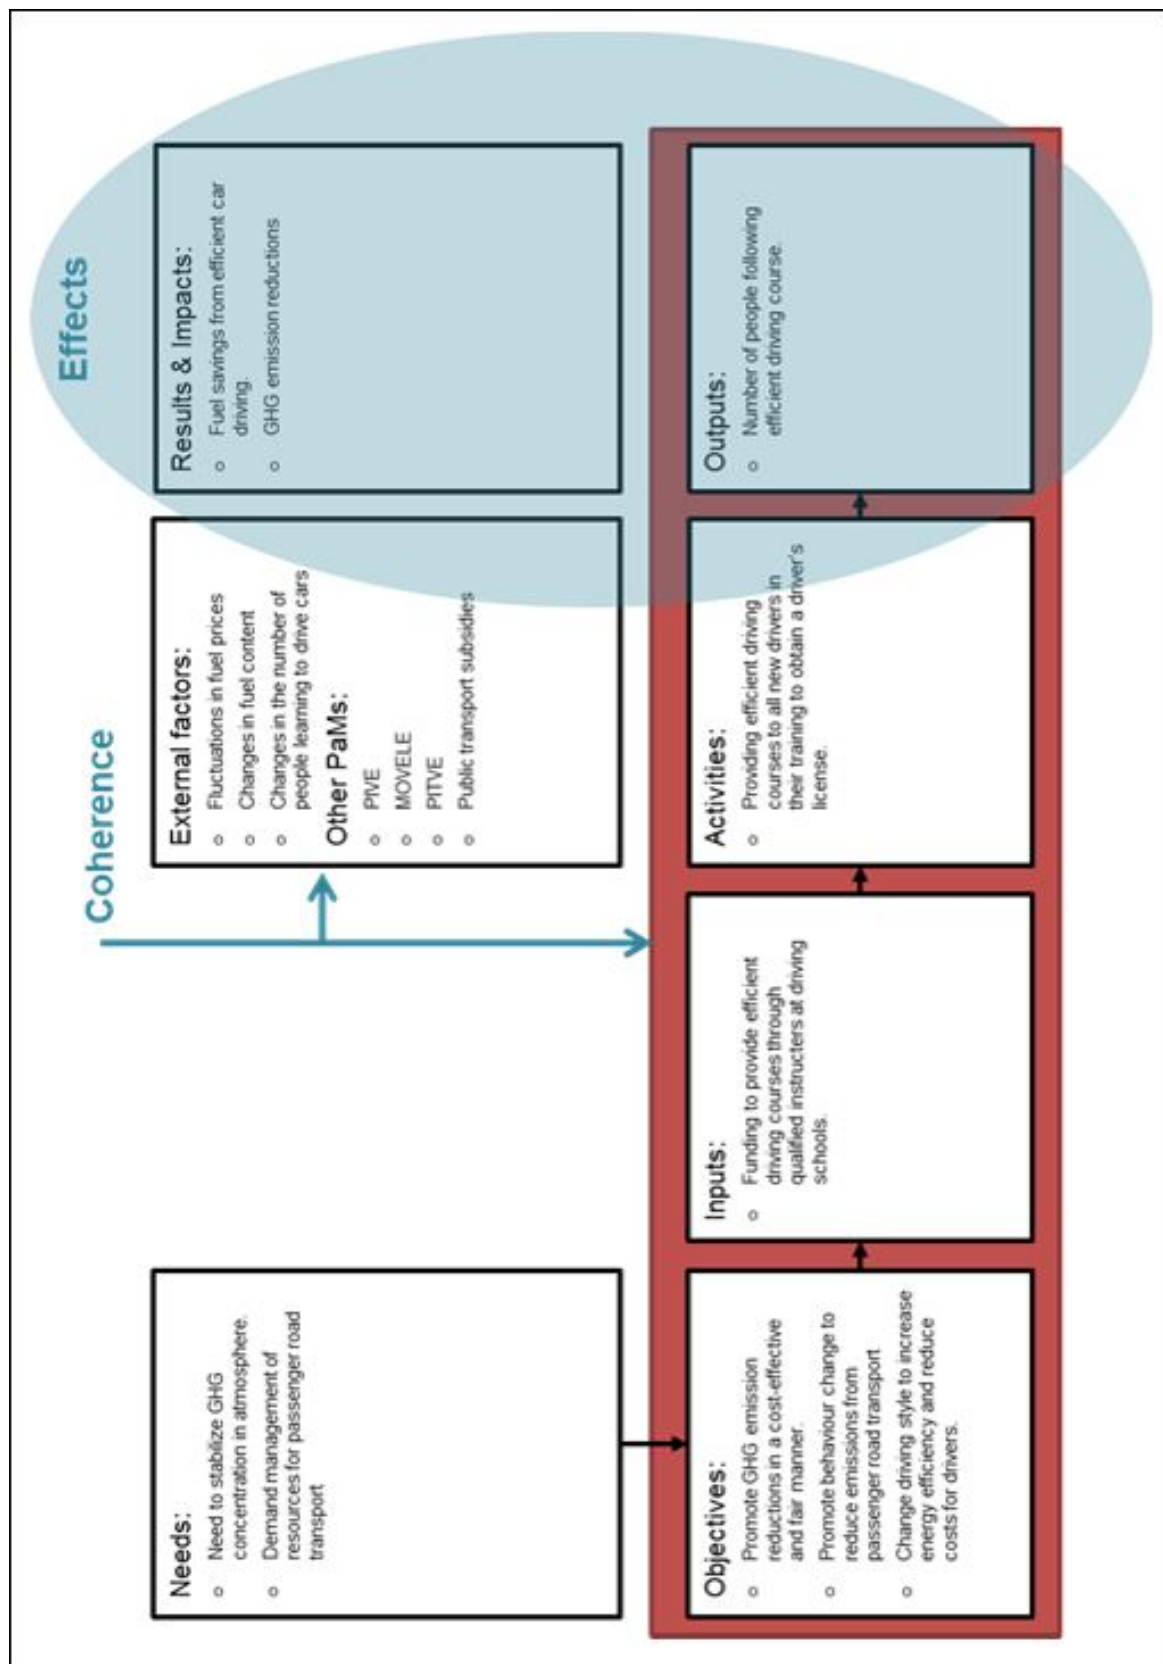 Coherence
Effects
Needs:
o Need to stabilize GHG
concentration in atmosphere.
o Demand management of
resources for passenger road
transport
External factors:
o Fluctuations in fuel prices
o Changes in fuel content
o Changes in the number of
people learning to drive cars
Other PaMs:
o PIVE
o MOVELE
o PITVE
o Public transport subsidies
Results & Impacts:
o Fuel savings from efficient car
driving.
o GHG emission reductions
Objectives:
o Promote GHG emission
reductions in a cost-effective
and fair manner.
o Promote behaviour change to
reduce emissions from
passenger road transport
o Change driving style to increase
energy efficiency and reduce
costs for drivers.
Inputs:
o Funding to provide efficient
driving courses through
qualified instructers at driving
schools.
Activities:
o Providing efficient driving
courses to all new drivers in
their training to obtain a driver's
license.
Outputs:
o Number of people following
efficient driving course.